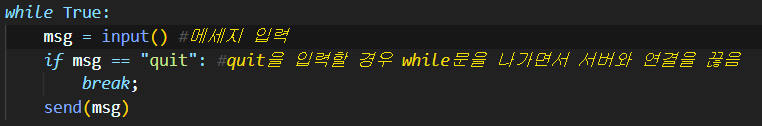 while True:
    msg = input() #메세지 입력
    if msg == "quit": #quit을 입력할 경우 while문을 나가면서 서버와 연결을 끊음
        break;
    send(msg)